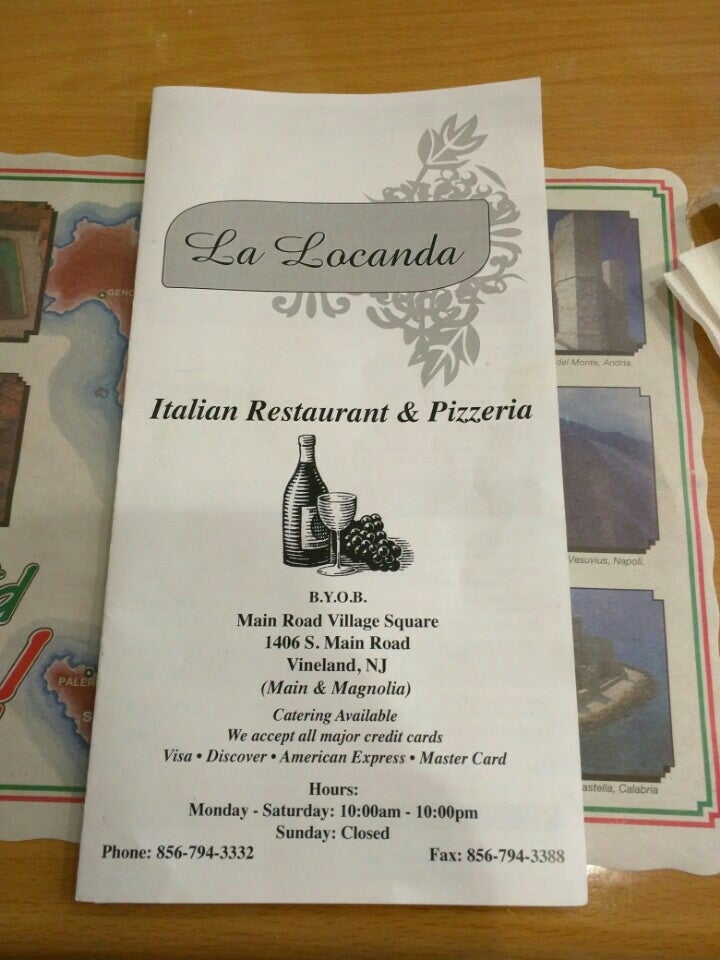 La Locanda
Italian Restaurant & Pizzeria
B.Y.O.B.
Main Road Village Square
1406 S. Main Road
Vineland, NJ
(Main & Magnolia)
Catering Available
We accept all major credit cards
Visa • Discover • American Express • Master Card
Hours:
Monday - Saturday: 10:00am - 10:00pm
Sunday: Closed
Phone: 856-794-3332
Fax: 856-794-3388
del Monte, Andria.
Vesuvius, Napoli.
Calabria